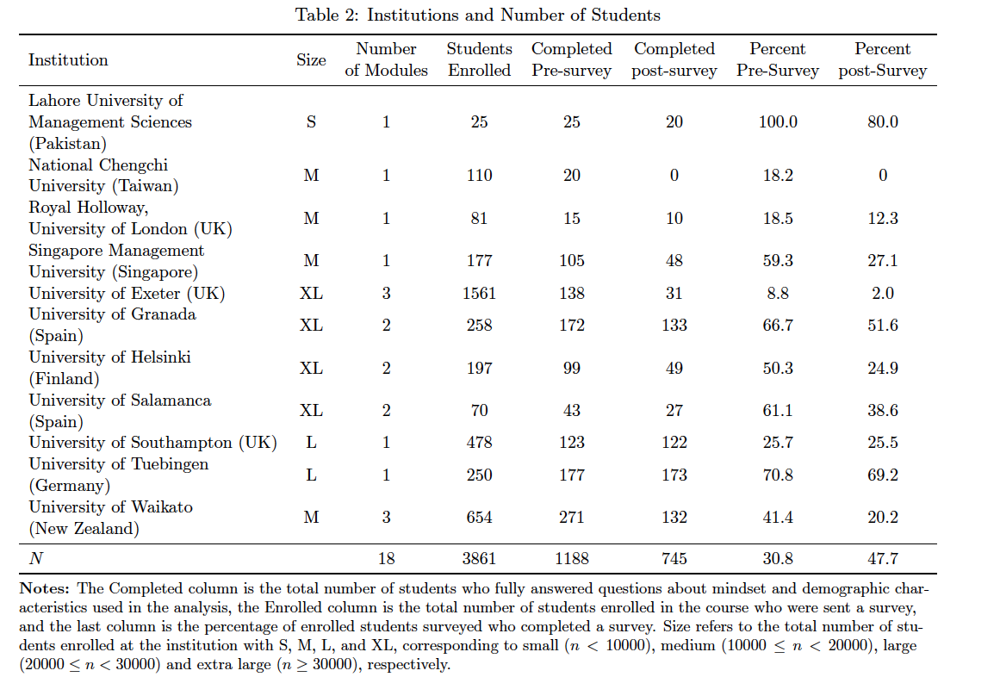 Table 2: Institutions and Number of Students
Institution Size Number of Modules Students Enrolled Completed Pre-survey Completed post-survey Percent Pre-Survey Percent post-Survey
Lahore University of
Management Sciences S 1 25 25 20 100.0 80.0
(Pakistan)
National Chengchi
University (Taiwan) M 1 110 20 0 18.2 0
Royal Holloway,
University of London (UK) M 1 81 15 10 18.5 12.3
Singapore Management
University (Singapore) M 1 177 105 48 59.3 27.1
University of Exeter (UK) XL 3 1561 138 31 8.8 2.0
University of Granada
(Spain) XL 2 258 172 133 66.7 51.6
University of Helsinki
(Finland) XL 2 197 99 49 50.3 24.9
University of Salamanca
(Spain) XL 2 70 43 27 61.1 38.6
University of Southampton (UK) L 1 478 123 122 25.7 25.5
University of Tuebingen
(Germany) L 1 250 177 173 70.8 69.2
University of Waikato
(New Zealand) M 3 654 271 132 41.4 20.2
N 18 3861 1188 745 30.8 47.7
Notes: The Completed column is the total number of students who fully answered questions about mindset and demographic char-
acteristics used in the analysis, the Enrolled column is the total number of students enrolled in the course who were sent a survey,
and the last column is the percentage of enrolled students surveyed who completed a survey. Size refers to the total number of stu-
dents enrolled at the institution with S, M, L, and XL, corresponding to small (n < 10000), medium (10000 ≤ n < 20000), large
(20000 ≤ n < 30000) and extra large (n ≥ 30000), respectively.